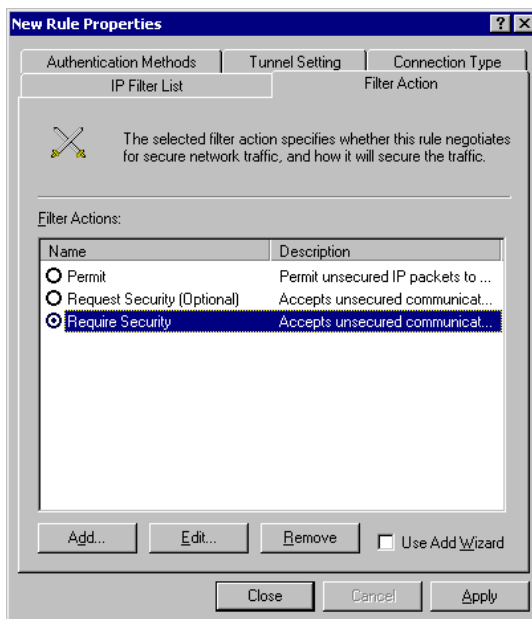 New Rule Properties
Authentication Methods Tunnel Setting Connection Type
IP Filter List Filter Action
The selected filter action specifies whether this rule negotiates
for secure network traffic, and how it will secure the traffic.
Filter Actions:
Name Description
Permit Permit unsecured IP packets to ...
Request Security (Optional) Accepts unsecured communicat...
Require Security Accepts unsecured communicat...
Add... Edit... Remove Use Add Wizard
Close Cancel Apply